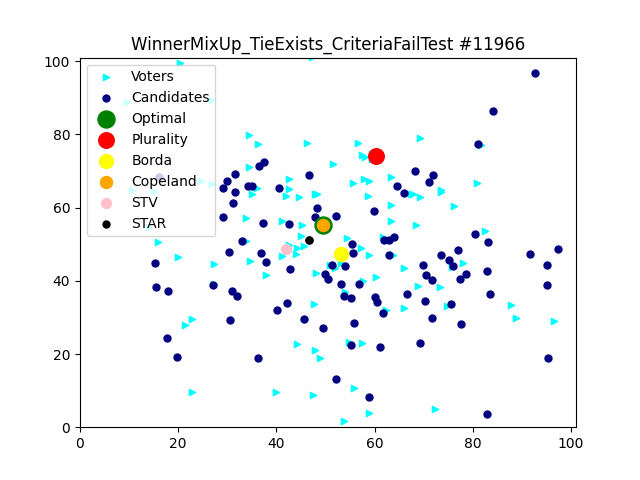 WinnerMixUp_TieExists_CriteriaFailTest #11966
100
80
60
40
20
0
0 20 40 60 80 100
Voters
Candidates
Optimal
Plurality
Borda
Copeland
STV
STAR